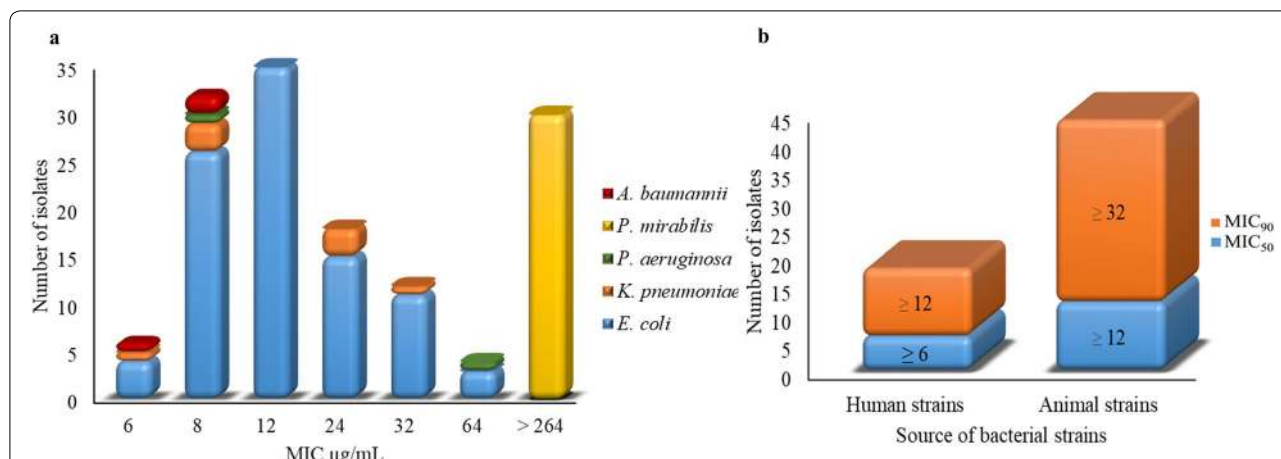 a
35
30
25
20
15
10
5
0
Number of isolates
6 8 12 24 32 64 > 264
MIC µg/mL
A. baumannii
P. mirabilis
P. aeruginosa
K. pneumoniae
E. coli
b
45
40
35
30
25
20
15
10
5
0
Number of isolates
≥ 12
≥ 6
≥ 32
≥ 12
Human strains Animal strains
Source of bacterial strains
MIC90
MIC50